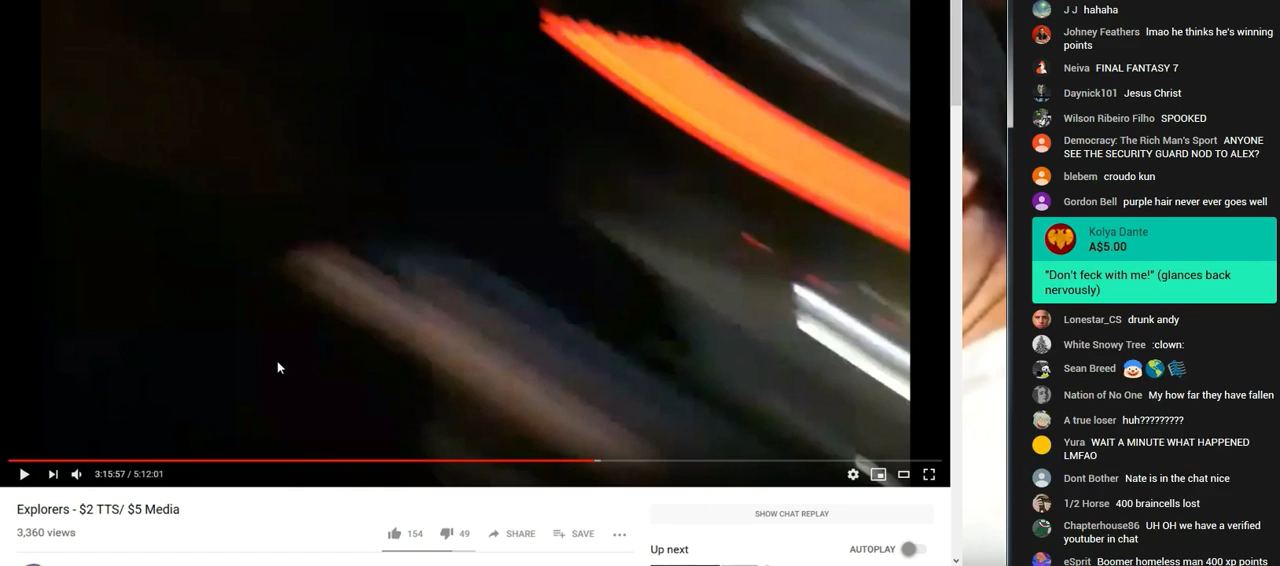 J J hahaha
Johney Feathers lmao he thinks he's winning
points
Neiva FINAL FANTASY 7
Daynick101 Jesus Christ
Wilson Ribeiro Filho SPOOKED
Democracy: The Rich Man's Sport ANYONE
SEE THE SECURITY GUARD NOD TO ALEX?
blebem croudo kun
Gordon Bell purple hair never ever goes well
Kolya Dante
A$5.00
"Don't feck with me!" (glances back
nervously)
Lonestar_CS drunk andy
White Snowy Tree :clown:
Sean Breed
Nation of No One My how far they have fallen
A true loser huh?????????
Yura WAIT A MINUTE WHAT HAPPENED
LMFAO
Dont Bother Nate is in the chat nice
1/2 Horse 400 braincells lost
Chapterhouse86 UH OH we have a verified
youtuber in chat
eSprit Boomer homeless man 400 xp points
3:15:57 / 5:12:01
Explorers - $2 TTS/ $5 Media
3,360 views
154 49 SHARE SAVE
SHOW CHAT REPLAY
Up next AUTOPLAY